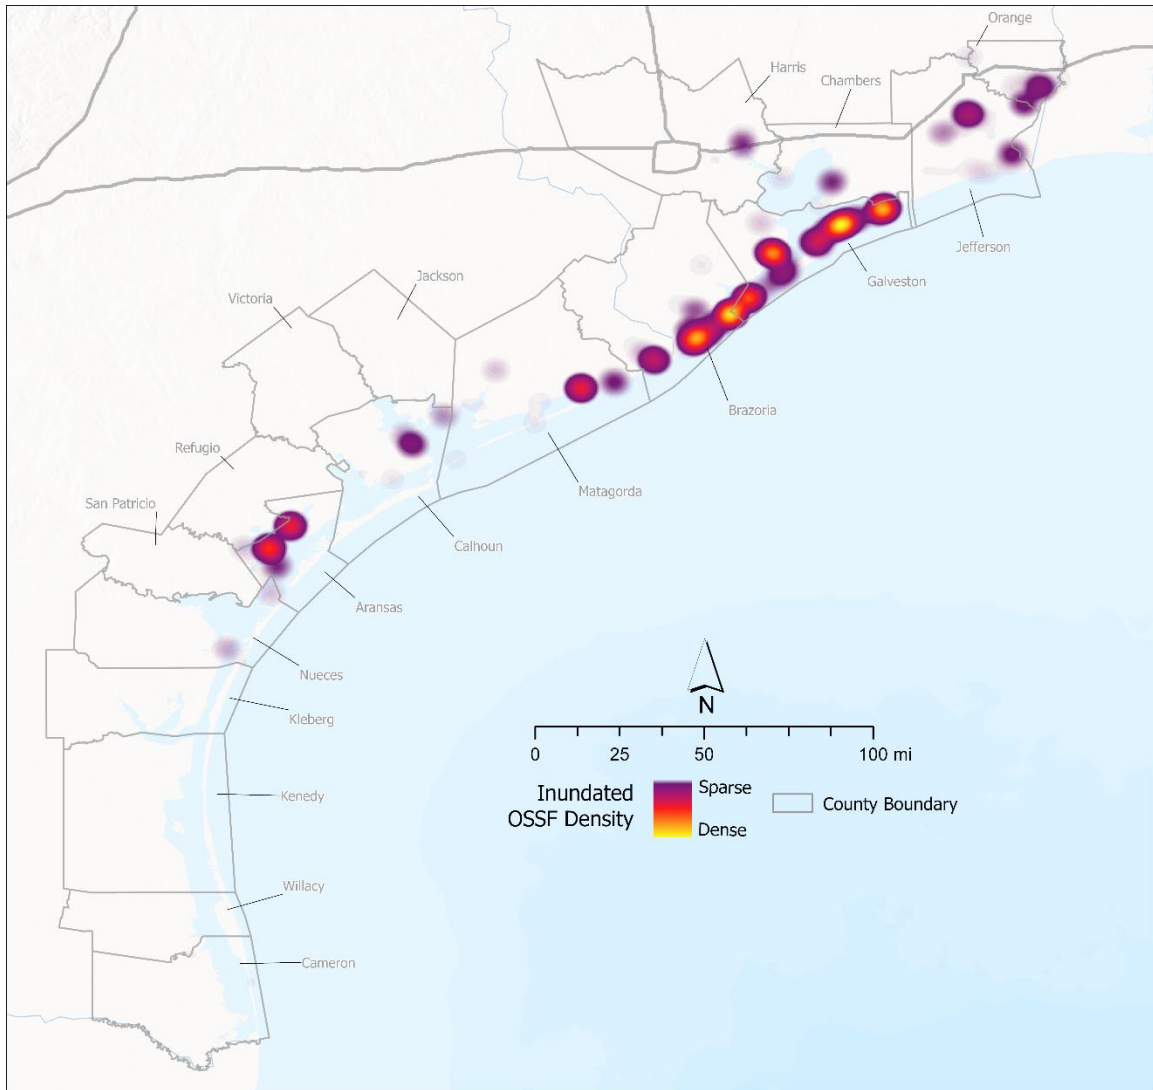 Orange
Harris
Chambers
Jefferson
Galveston
Jackson
Victoria
Brazoria
Refugio
Matagorda
San Patricio
Calhoun
Aransas
Nueces
Kleberg
N
0 25 50 100 mi
Kenedy
Inundated
OSSF Density
Sparse
Dense
County Boundary
Willacy
Cameron